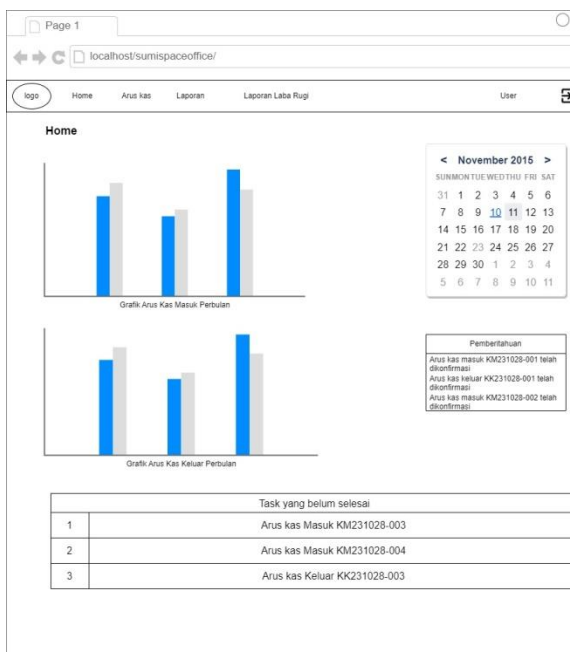 Page 1
localhost/sumispaceoffice/
logo Home Arus kas Laporan Laporan Laba Rugi User
Home
< November 2015 >
SUN MON TUE WED THU FRI SAT
31 1 2 3 4 5 6
7 8 9 10 11 12 13
14 15 16 17 18 19 20
21 22 23 24 25 26 27
28 29 30 1 2 3 4
5 6 7 8 9 10 11
Grafik Arus Kas Masuk Perbulan
Pemberitahuan
Arus kas masuk KM231028-001 telah
dikonfirmasi
Arus kas keluar KK231028-001 telah
dikonfirmasi
Arus kas masuk KM231028-002 telah
dikonfirmasi
Grafik Arus Kas Keluar Perbulan
Task yang belum selesai
1 Arus kas Masuk KM231028-003
2 Arus kas Masuk KM231028-004
3 Arus kas Keluar KK231028-003